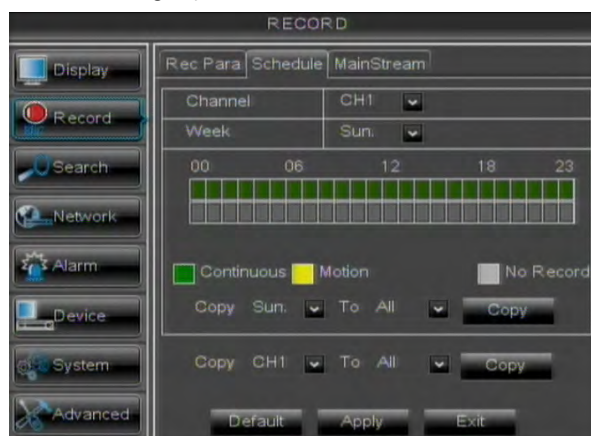 RECORD
Display
Record
REC
Search
Network
Alarm
Device
System
Advanced
Rec Para Schedule MainStream
Channel CH1
Week Sun.
00 06 12 18 23
Continuous Motion No Record
Copy Sun. To All Copy
Copy CH1 To All Copy
Default Apply Exit